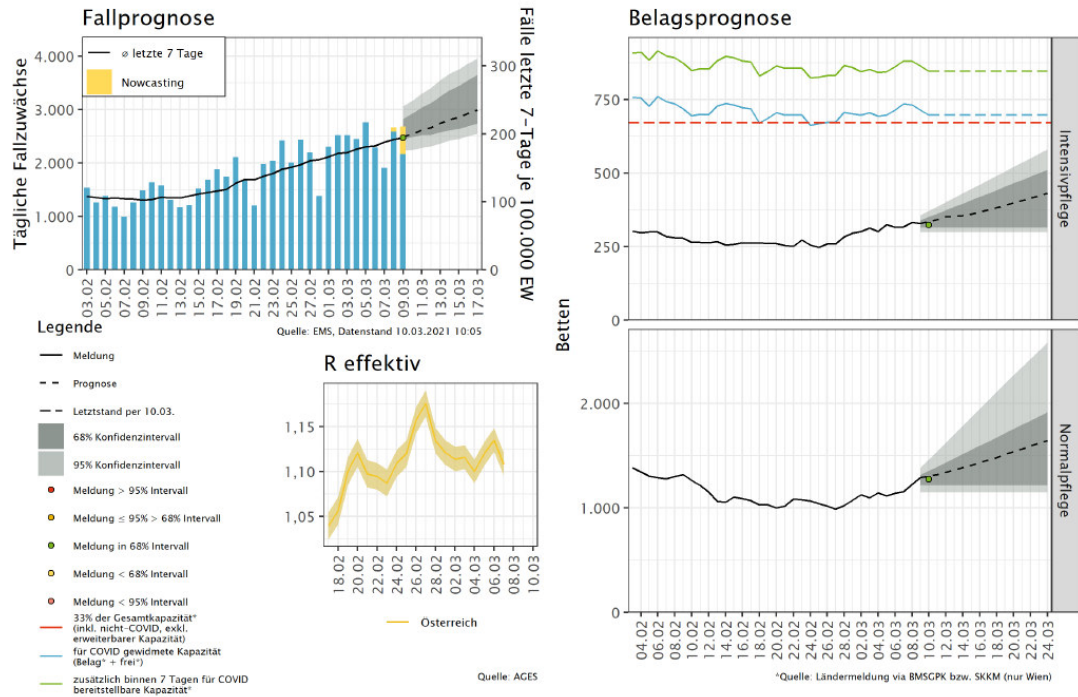 Fallprognose
ø letzte 7 Tage
Nowcasting
Tägliche Fallzuwächse
4.000
3.000
2.000
1.000
0
Fälle letzte 7-Tage je 100.000 EW
300
200
100
0
03.02
05.02
07.02
09.02
11.02
13.02
15.02
17.02
19.02
21.02
23.02
25.02
27.02
01.03
03.03
05.03
07.03
09.03
11.03
13.03
15.03
17.03
Quelle: EMS, Datenstand 10.03.2021 10:05
Legende
Meldung
Prognose
Letztstand per 10.03.
68% Konfidenzintervall
95% Konfidenzintervall
Meldung > 95% Intervall
Meldung ≤ 95% > 68% Intervall
Meldung in 68% Intervall
Meldung < 68% Intervall
Meldung < 95% Intervall
33% der Gesamtkapazität*
(inkl. nicht-COVID, exkl.
erweiterbarer Kapazität)
für COVID gewidmete Kapazität
(Belag* + frei*)
zusätzlich binnen 7 Tagen für COVID
bereitstellbare Kapazität*
R effektiv
1,15
1,10
1,05
18.02
20.02
22.02
24.02
26.02
28.02
02.03
04.03
06.03
08.03
10.03
Österreich
Quelle: AGES
Belagsprognose
Betten
750
500
250
0
Intensivpflege
2.000
1.000
0
Normalpflege
04.02
06.02
08.02
10.02
12.02
14.02
16.02
18.02
20.02
22.02
24.02
26.02
28.02
02.03
04.03
06.03
08.03
10.03
12.03
14.03
16.03
18.03
20.03
22.03
24.03
*Quelle: Ländermeldung via BMSGPK bzw. SKKM (nur Wien)